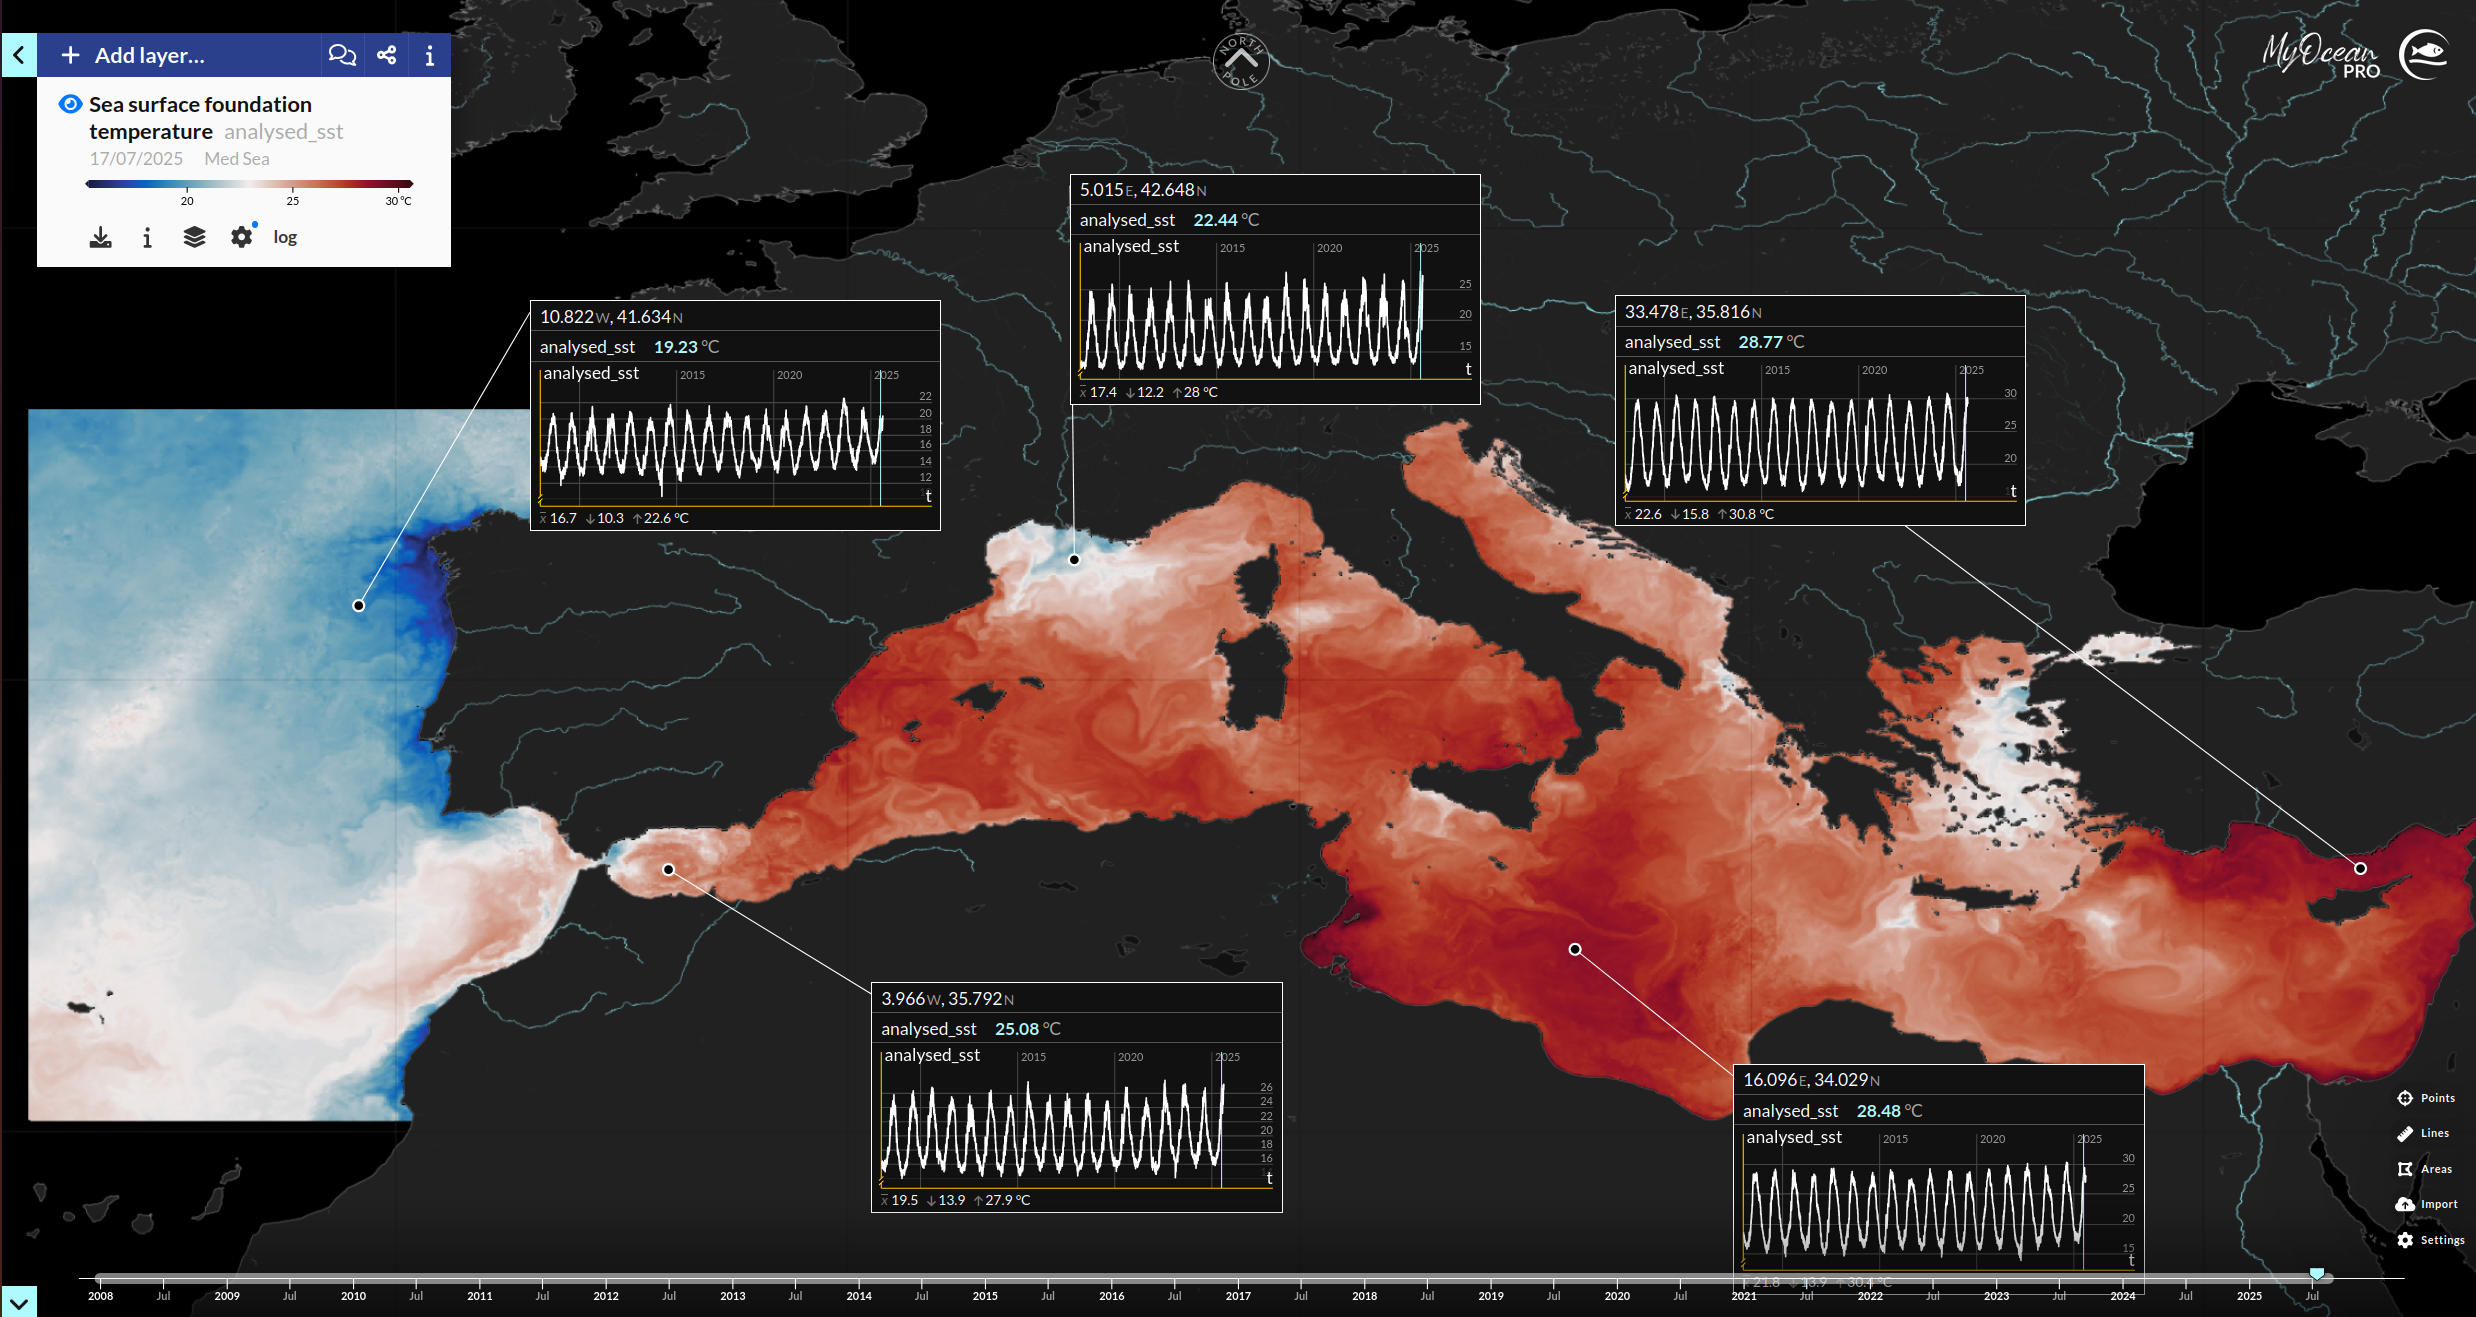 Add layer...
Sea surface foundation
temperature analysed_sst
17/07/2025 Med Sea
20 25 30 °C
log
NORTH
POLE
MyOcean
PRO
5.015E, 42.648N
analysed_sst 22.44 °C
analysed_sst 2015 2020 2025
25
20
15
t
x̄ 17.4 ↓12.2 ↑28 °C
10.822W, 41.634N
analysed_sst 19.23 °C
analysed_sst 2015 2020 2025
22
20
18
16
14
12
t
x̄ 16.7 ↓10.3 ↑22.6 °C
33.478E, 35.816N
analysed_sst 28.77 °C
analysed_sst 2015 2020 2025
30
25
20
t
x̄ 22.6 ↓15.8 ↑30.8 °C
3.966W, 35.792N
analysed_sst 25.08 °C
analysed_sst 2015 2020 2025
26
24
22
20
18
16
t
x̄ 19.5 ↓13.9 ↑27.9 °C
16.096E, 34.029N
analysed_sst 28.48 °C
analysed_sst 2015 2020 2025
30
25
20
15
t
x̄ 21.8 ↓13.9 ↑30.4 °C
Points
Lines
Areas
Import
Settings
2008 Jul 2009 Jul 2010 Jul 2011 Jul 2012 Jul 2013 Jul 2014 Jul 2015 Jul 2016 Jul 2017 Jul 2018 Jul 2019 Jul 2020 Jul 2021 Jul 2022 Jul 2023 Jul 2024 Jul 2025 Jul